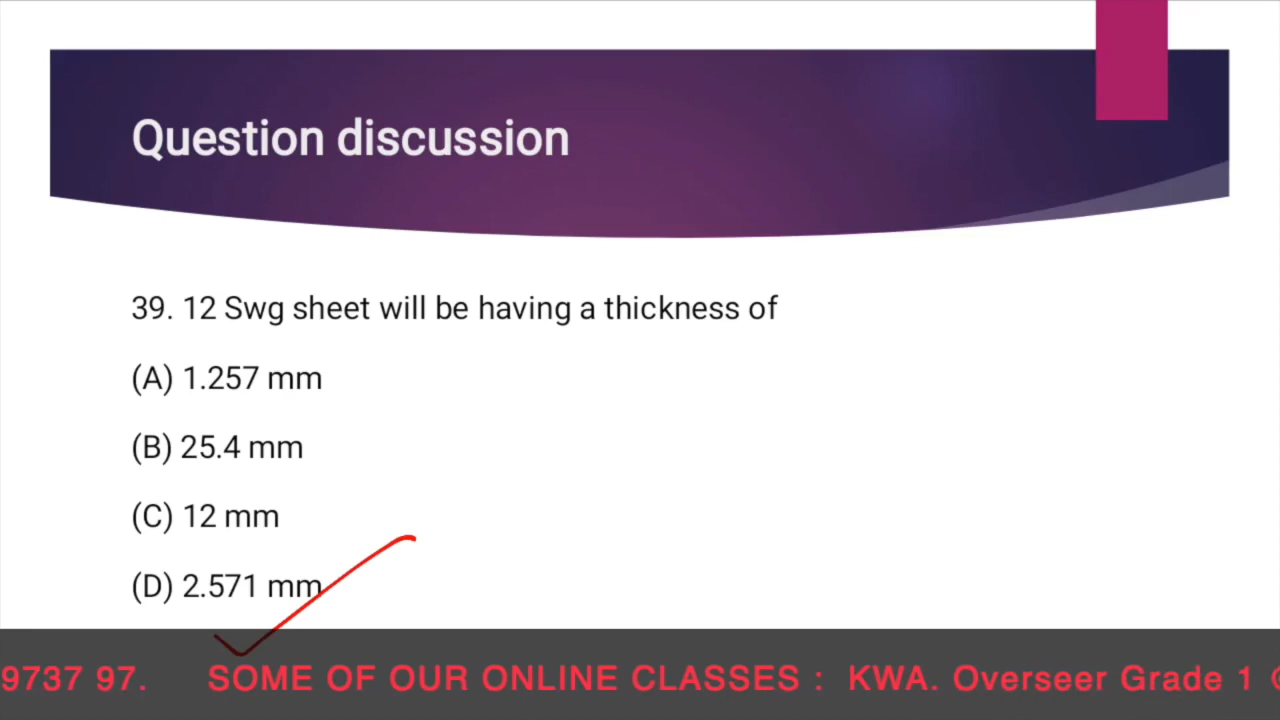 Question discussion
39. 12 Swg sheet will be having a thickness of
(A) 1.257 mm
(B) 25.4 mm
(C) 12 mm
(D) 2.571 mm
9737 97. SOME OF OUR ONLINE CLASSES : KWA. Overseer Grade 1